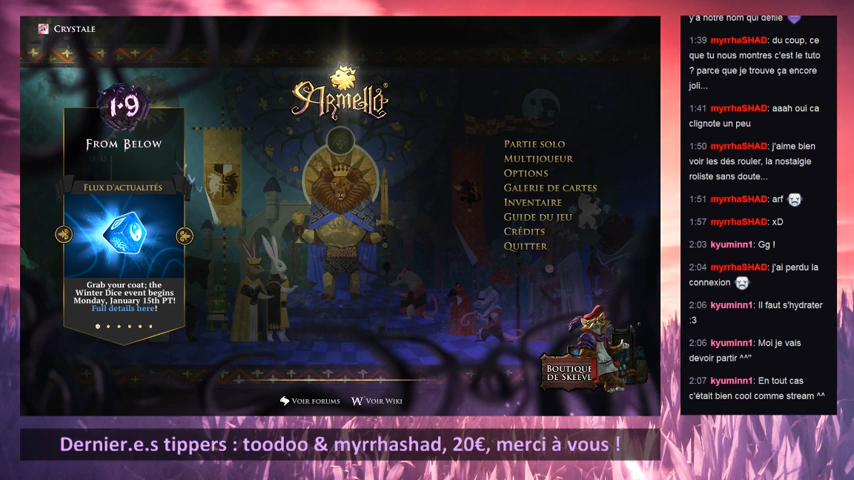 Crystale
Armello
1.9
From Below
Flux d'actualités
Grab your coat; the
Winter Dice event begins
Monday, January 15th PT!
Full details here!
Partie solo
Multijoueur
Options
Galerie de cartes
Inventaire
Guide du jeu
Crédits
Quitter
Boutique
de Skeeve
Voir forums
Voir Wiki
Dernier.e.s tippers : toodoo & myrrhashad, 20€, merci à vous !
y'a notre nom qui défile
1:39 myrrhaSHAD: du coup, ce
que tu nous montres c'est le tuto
? parce que je trouve ça encore
joli...
1:41 myrrhaSHAD: aaah oui ca
clignote un peu
1:50 myrrhaSHAD: j'aime bien
voir les dés rouler, la nostalgie
roliste sans doute...
1:51 myrrhaSHAD: arf
1:57 myrrhaSHAD: xD
2:03 kyuminn1: Gg !
2:04 myrrhaSHAD: j'ai perdu la
connexion
2:06 kyuminn1: Il faut s'hydrater
:3
2:06 kyuminn1: Moi je vais
devoir partir ^^"
2:07 kyuminn1: En tout cas
c'était bien cool comme stream ^^